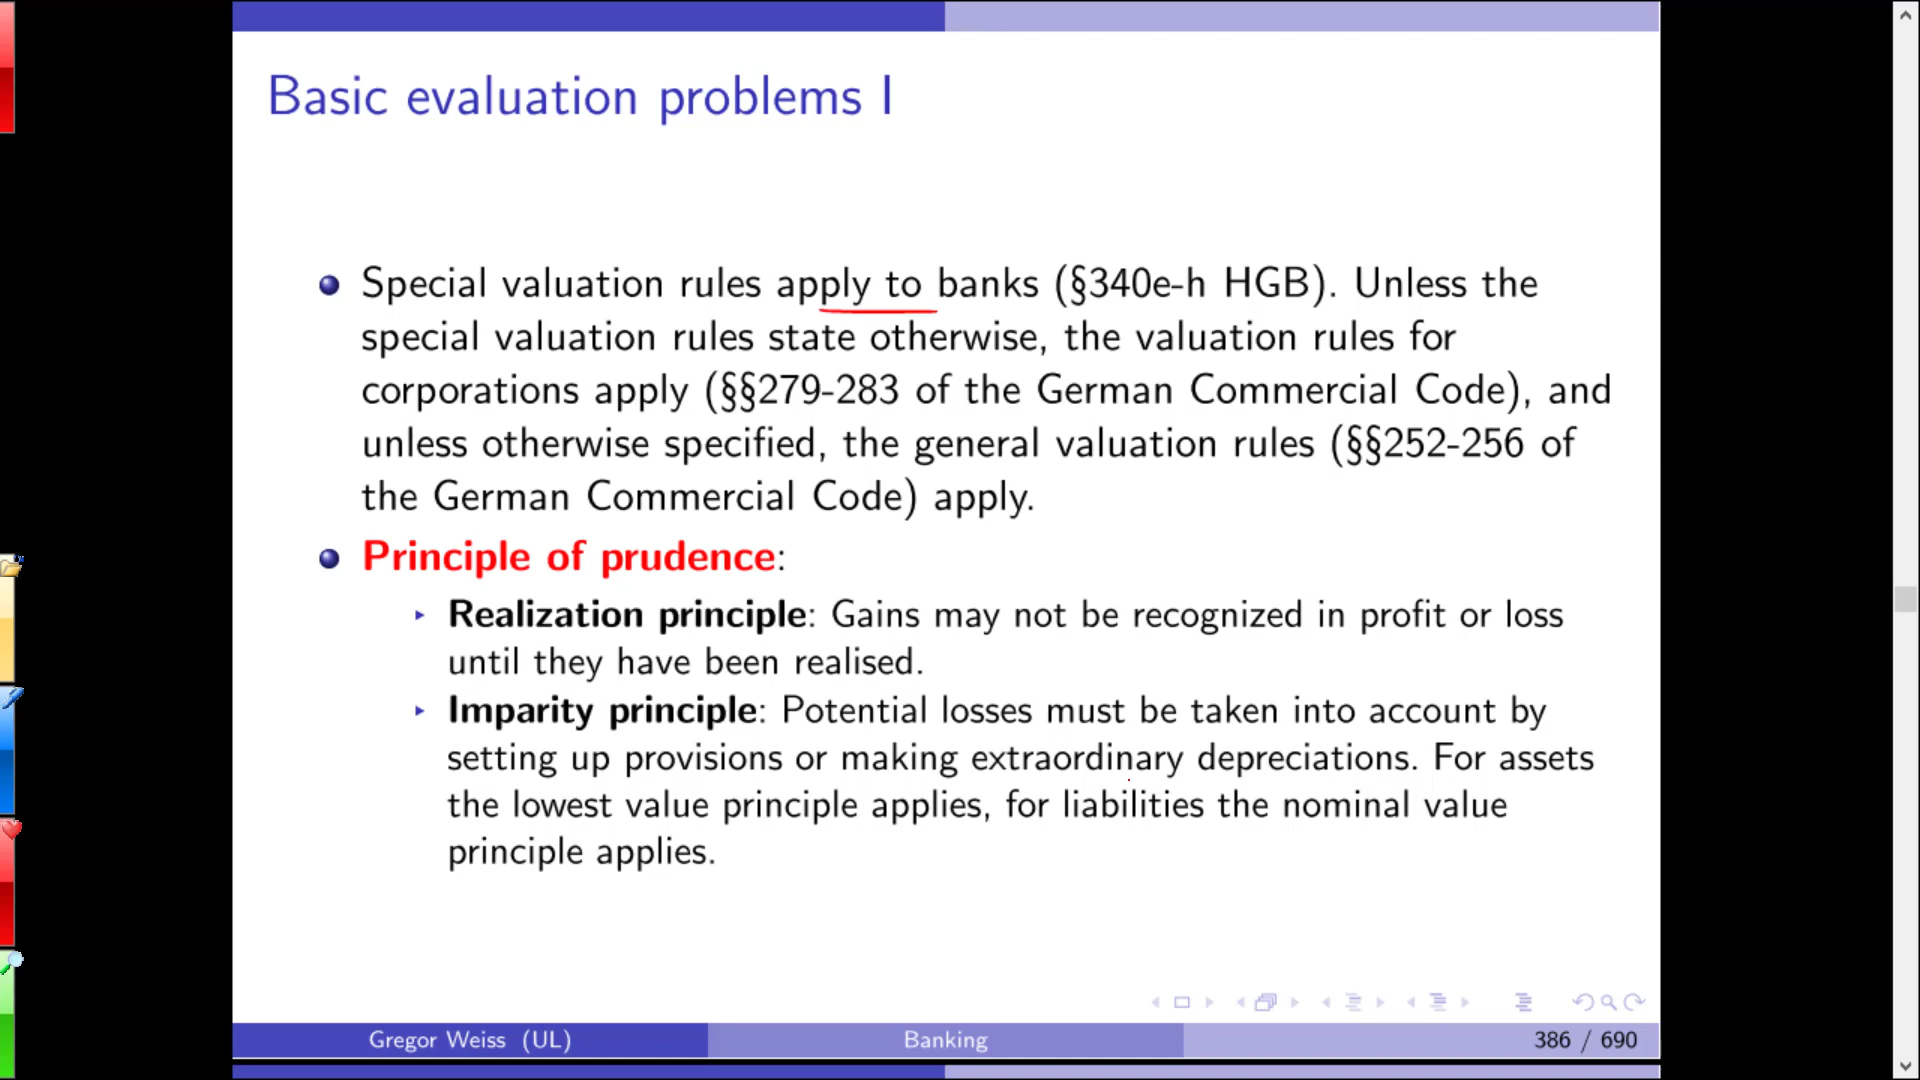 Basic evaluation problems I
Special valuation rules apply to banks (§340e-h HGB). Unless the
special valuation rules state otherwise, the valuation rules for
corporations apply (§§279-283 of the German Commercial Code), and
unless otherwise specified, the general valuation rules (§§252-256 of
the German Commercial Code) apply.
Principle of prudence:
Realization principle: Gains may not be recognized in profit or loss
until they have been realised.
Imparity principle: Potential losses must be taken into account by
setting up provisions or making extraordinary depreciations. For assets
the lowest value principle applies, for liabilities the nominal value
principle applies.
Gregor Weiss (UL) Banking 386 / 690